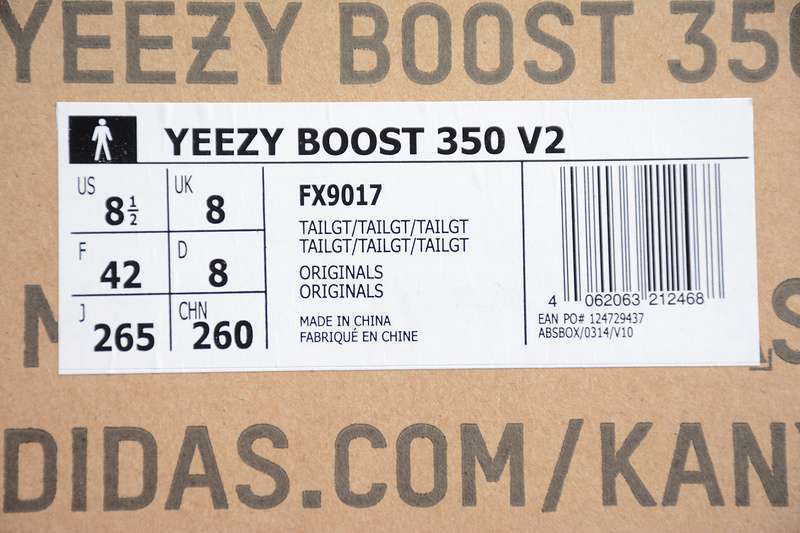 YEEZY BOOST 350
YEEZY BOOST 350 V2
US 8½ UK 8
F 42 D 8
J 265 CHN 260
FX9017
TAILGT/TAILGT/TAILGT
TAILGT/TAILGT/TAILGT
ORIGINALS
ORIGINALS
MADE IN CHINA
FABRIQUÉ EN CHINE
4 062063 212468
EAN PO# 124729437
ABSBOX/0314/V10
DIDAS.COM/KAN